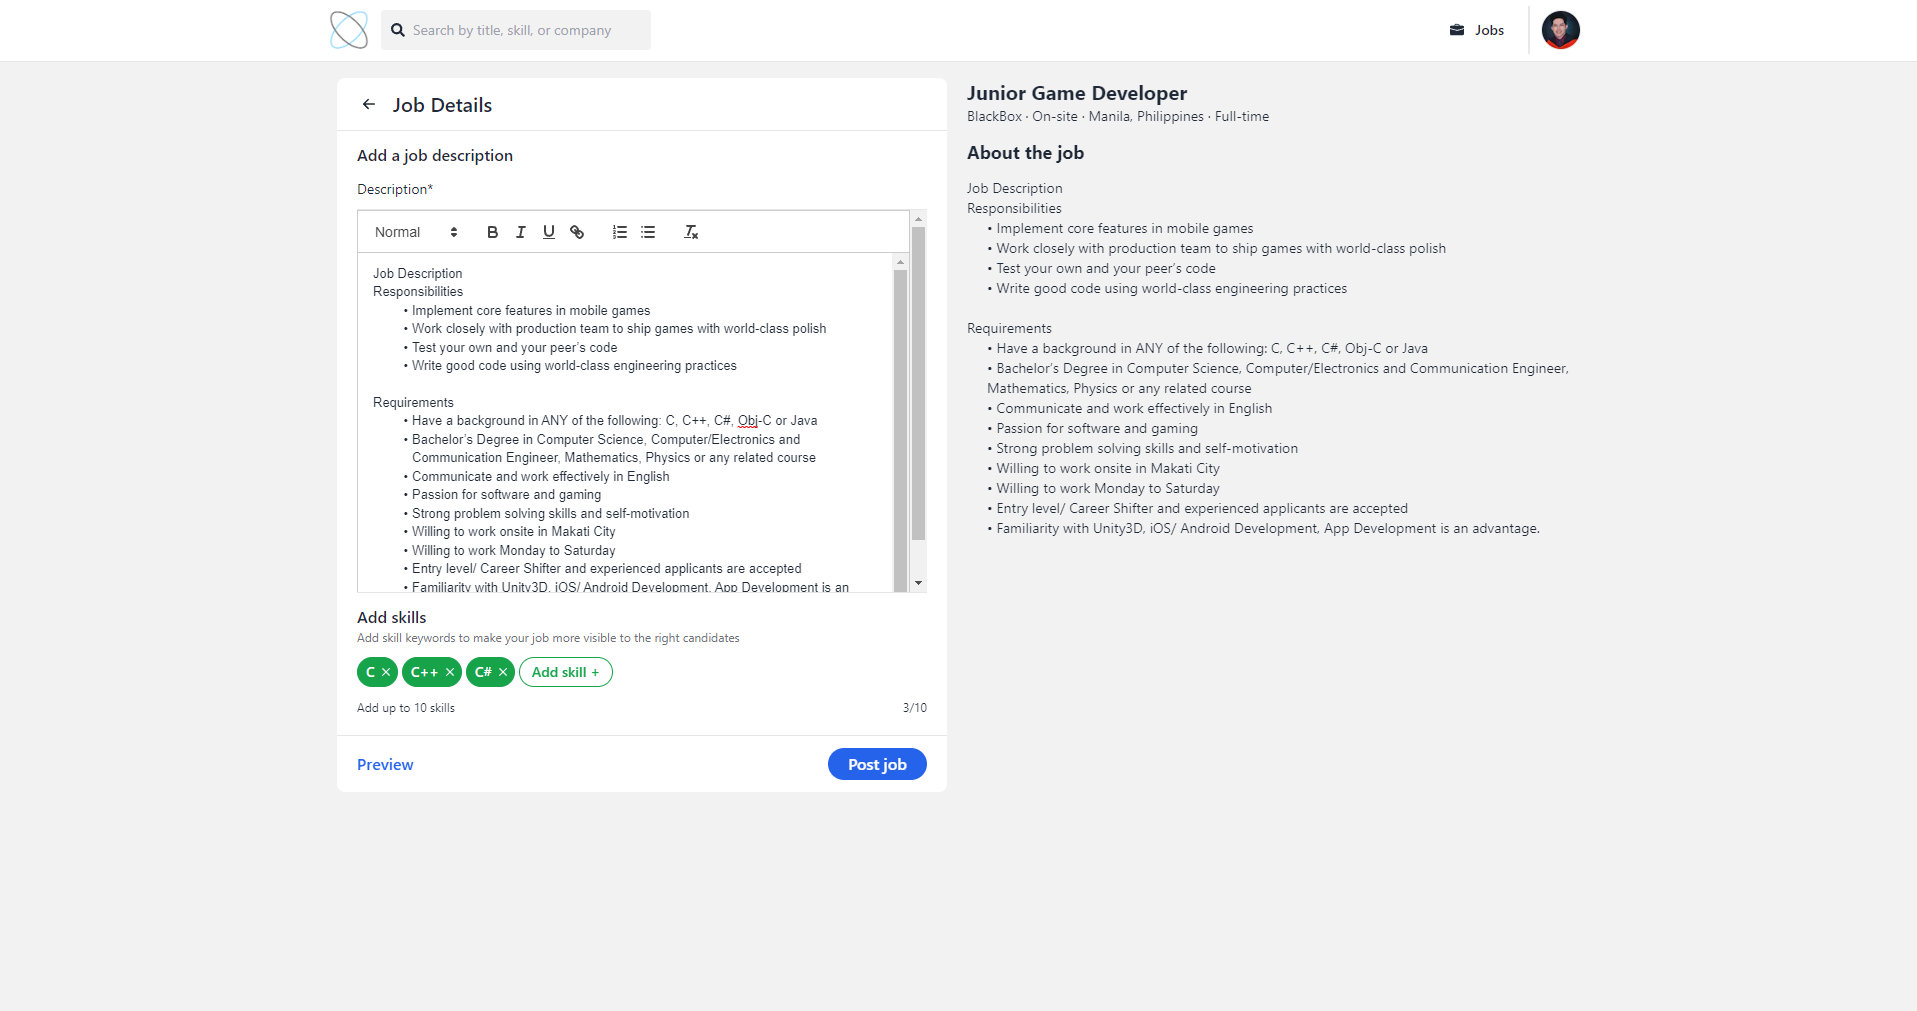 Search by title, skill, or company
Jobs
Job Details
Add a job description
Description*
Normal
B I U
Job Description
Responsibilities
• Implement core features in mobile games
• Work closely with production team to ship games with world-class polish
• Test your own and your peer’s code
• Write good code using world-class engineering practices
Requirements
• Have a background in ANY of the following: C, C++, C#, Obj-C or Java
• Bachelor’s Degree in Computer Science, Computer/Electronics and
Communication Engineer, Mathematics, Physics or any related course
• Communicate and work effectively in English
• Passion for software and gaming
• Strong problem solving skills and self-motivation
• Willing to work onsite in Makati City
• Willing to work Monday to Saturday
• Entry level/ Career Shifter and experienced applicants are accepted
• Familiarity with Unity3D, iOS/ Android Development, App Development is an
Add skills
Add skill keywords to make your job more visible to the right candidates
C × C++ × C# × Add skill +
Add up to 10 skills
3/10
Preview
Post job
Junior Game Developer
BlackBox · On-site · Manila, Philippines · Full-time
About the job
Job Description
Responsibilities
• Implement core features in mobile games
• Work closely with production team to ship games with world-class polish
• Test your own and your peer’s code
• Write good code using world-class engineering practices
Requirements
• Have a background in ANY of the following: C, C++, C#, Obj-C or Java
• Bachelor’s Degree in Computer Science, Computer/Electronics and Communication Engineer,
Mathematics, Physics or any related course
• Communicate and work effectively in English
• Passion for software and gaming
• Strong problem solving skills and self-motivation
• Willing to work onsite in Makati City
• Willing to work Monday to Saturday
• Entry level/ Career Shifter and experienced applicants are accepted
• Familiarity with Unity3D, iOS/ Android Development, App Development is an advantage.